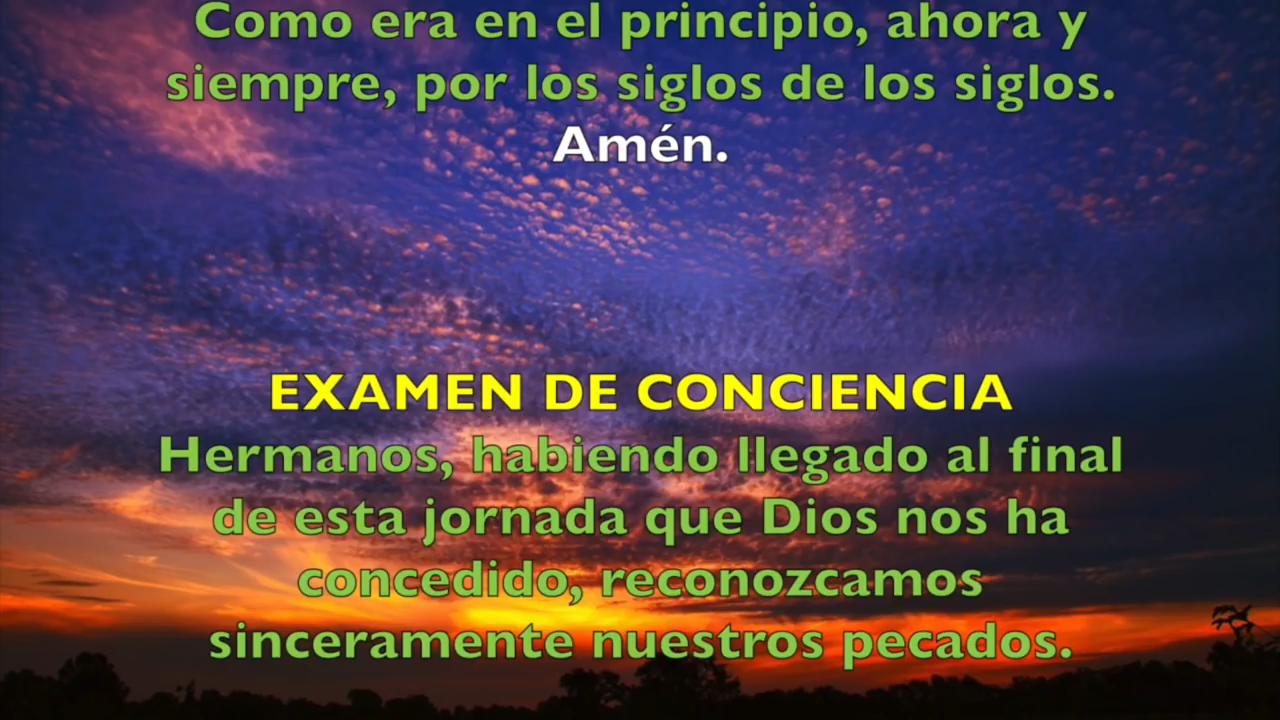 Como era en el principio, ahora y
siempre, por los siglos de los siglos.
Amén.
EXAMEN DE CONCIENCIA
Hermanos, habiendo llegado al final
de esta jornada que Dios nos ha
concedido, reconozcamos
sinceramente nuestros pecados.